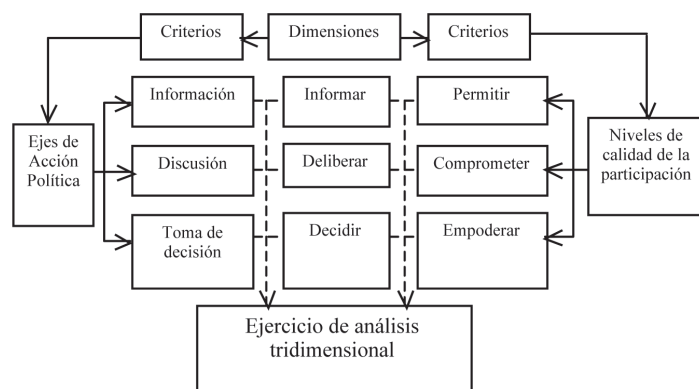 Criterios
Dimensiones
Criterios
Información
Informar
Permitir
Ejes de
Acción
Política
Discusión
Deliberar
Comprometer
Niveles de
calidad de la
participación
Toma de
decisión
Decidir
Empoderar
Ejercicio de análisis
tridimensional